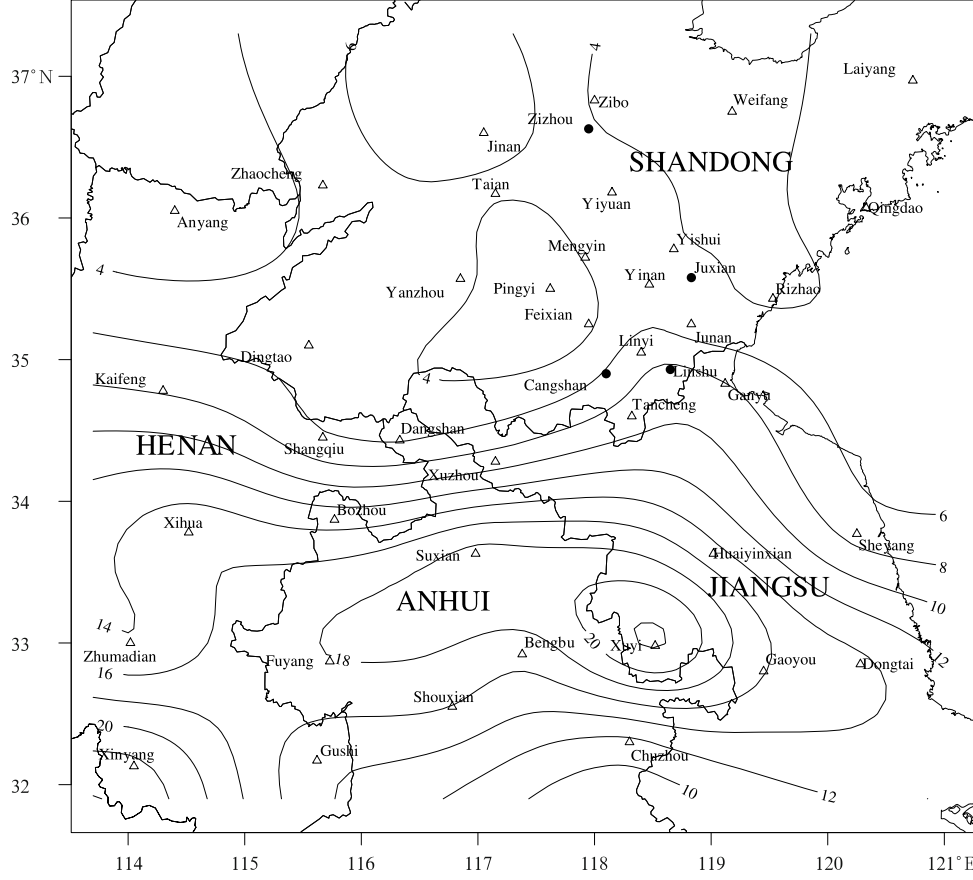 4
37°N
Laiyang
Zibo
Weifang
Zizhou
Jinan
SHANDONG
Zhaocheng
Taian
Yiyuan
36
Anyang
Qingdao
Yishui
Mengyin
4
Yinan
Juxian
Yanzhou
Pingyi
Rizhao
Feixian
Junan
Linyi
35
Dingtao
Linshu
Kaifeng
4
Cangshan
Ganyu
Tancheng
Dangshan
HENAN
Shangqiu
Xuzhou
34
Bozhou
6
Xihua
Sheyang
Suxian
4
Huaiyinxian
8
JIANGSU
ANHUI
10
14
20
33
Xuyi
Bengbu
Zhumadian
Fuyang
18
Gaoyou
Dongtai
12
16
Shouxian
20
Xinyang
Gushi
Chuzhou
32
10
12
114
115
116
117
118
119
120
121°E